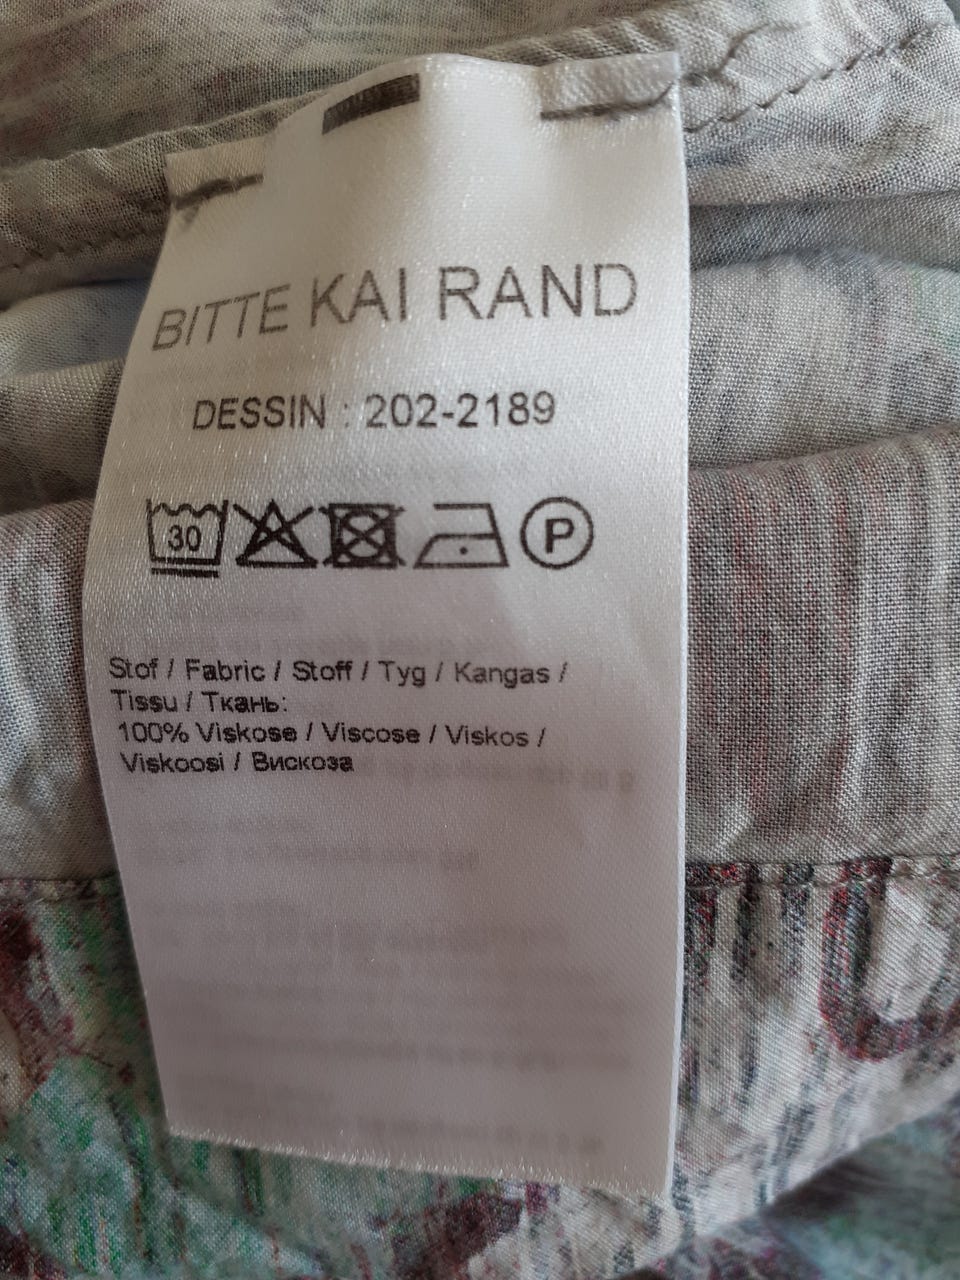 BITTE KAI RAND
DESSIN : 202-2189
30 P
Stof / Fabric / Stoff / Tyg / Kangas /
Tissu / Ткань:
100% Viskose / Viscose / Viskos /
Viskoosi / Вискоза